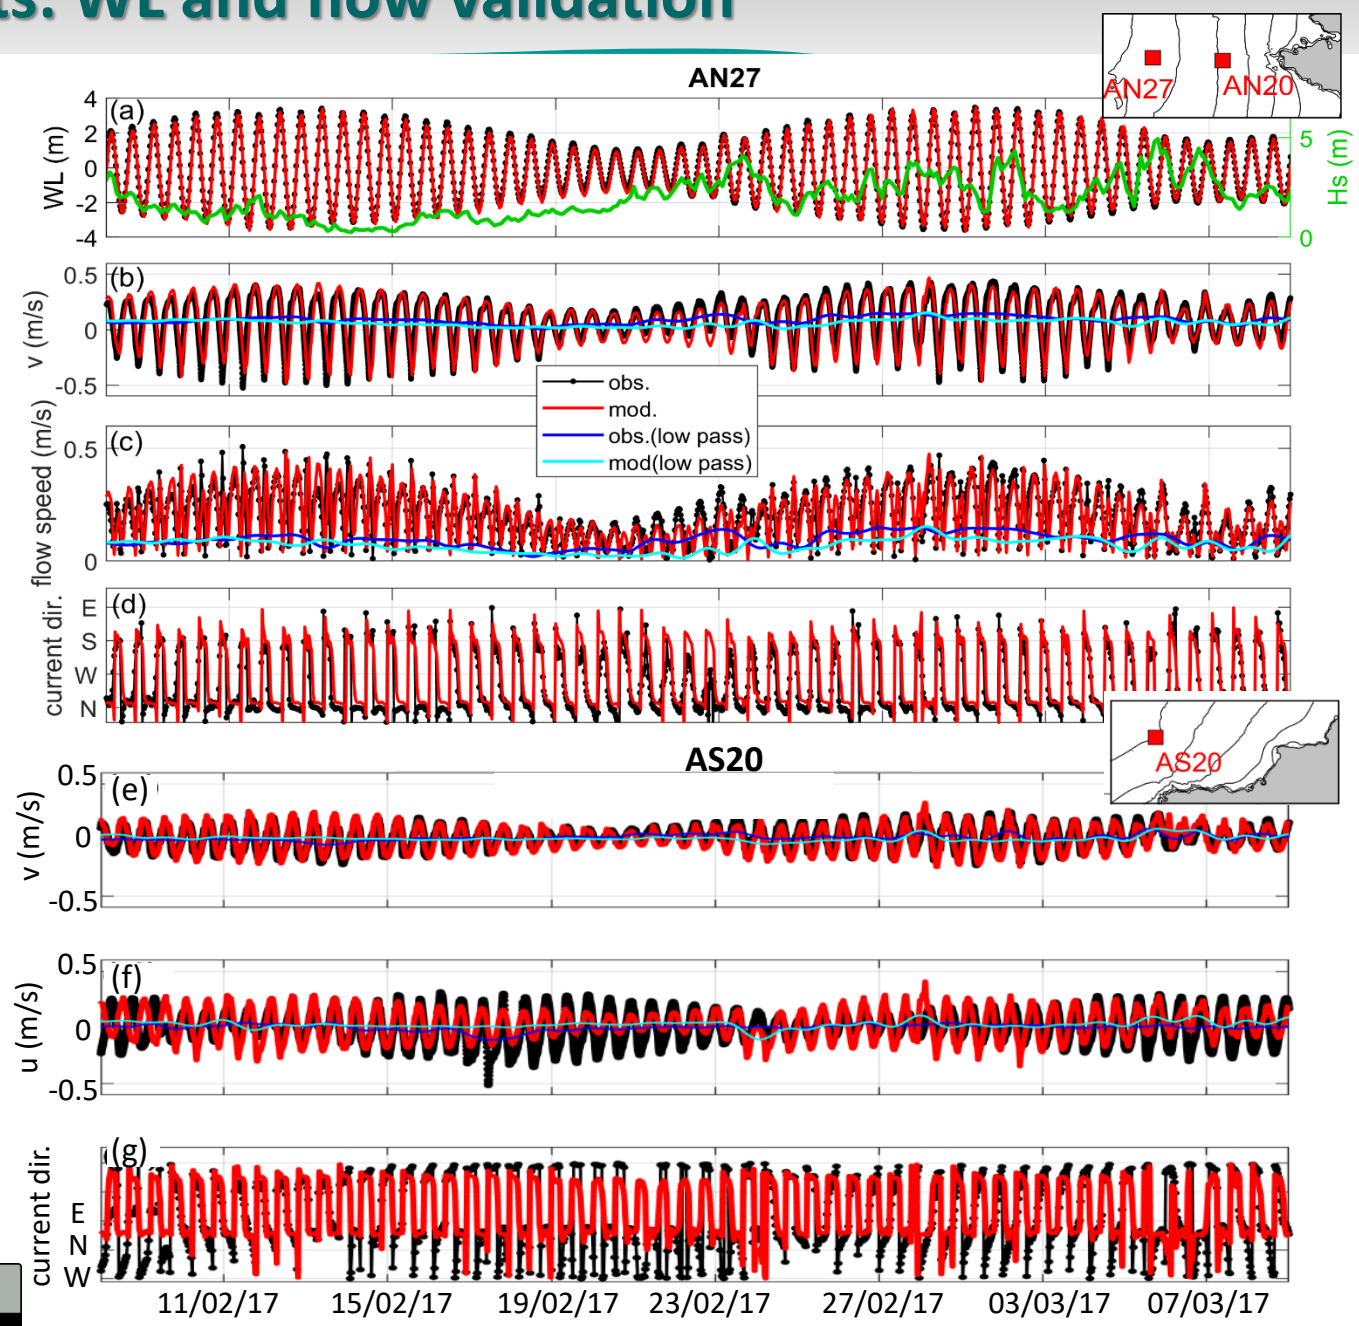 ts: WL and flow validation
AN27
AN27
AN20
(a)
4
2
0
-2
-4
WL (m)
5
0
Hs (m)
(b)
0.5
0
-0.5
v (m/s)
obs.
mod.
obs.(low pass)
mod(low pass)
(c)
0.5
0
flow speed (m/s)
(d)
E
S
W
N
current dir.
AS20
AS20
(e)
0.5
0
-0.5
v (m/s)
(f)
0.5
0
-0.5
u (m/s)
(g)
E
N
W
current dir.
11/02/17 15/02/17 19/02/17 23/02/17 27/02/17 03/03/17 07/03/17